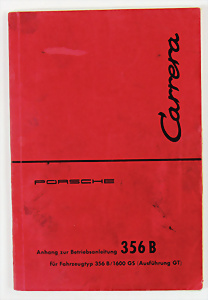 Carrera
PORSCHE
Anhang zur Betriebsanleitung 356 B
für Fahrzeugtyp 356 B/1600 GS (Ausführung GT)